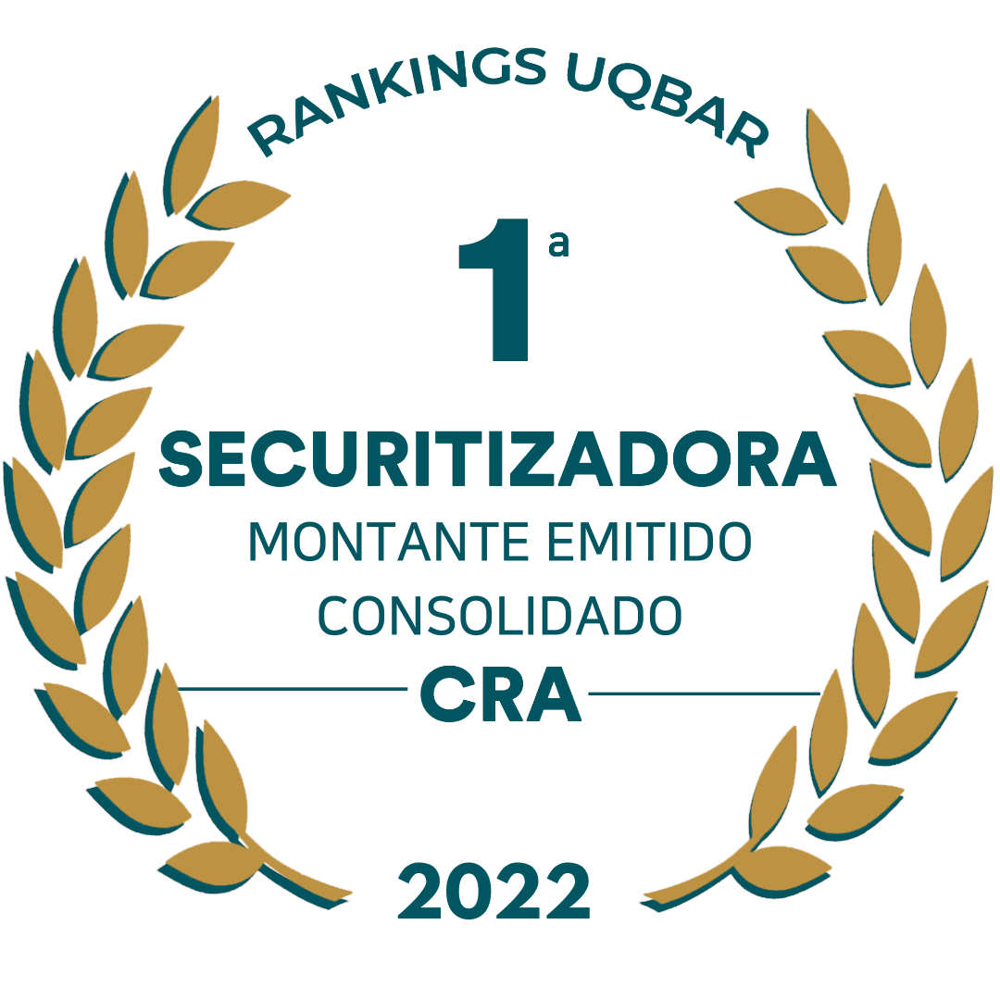 RANKINGS UQBAR
1ª
SECURITIZADORA
MONTANTE EMITIDO
CONSOLIDADO
CRA
2022